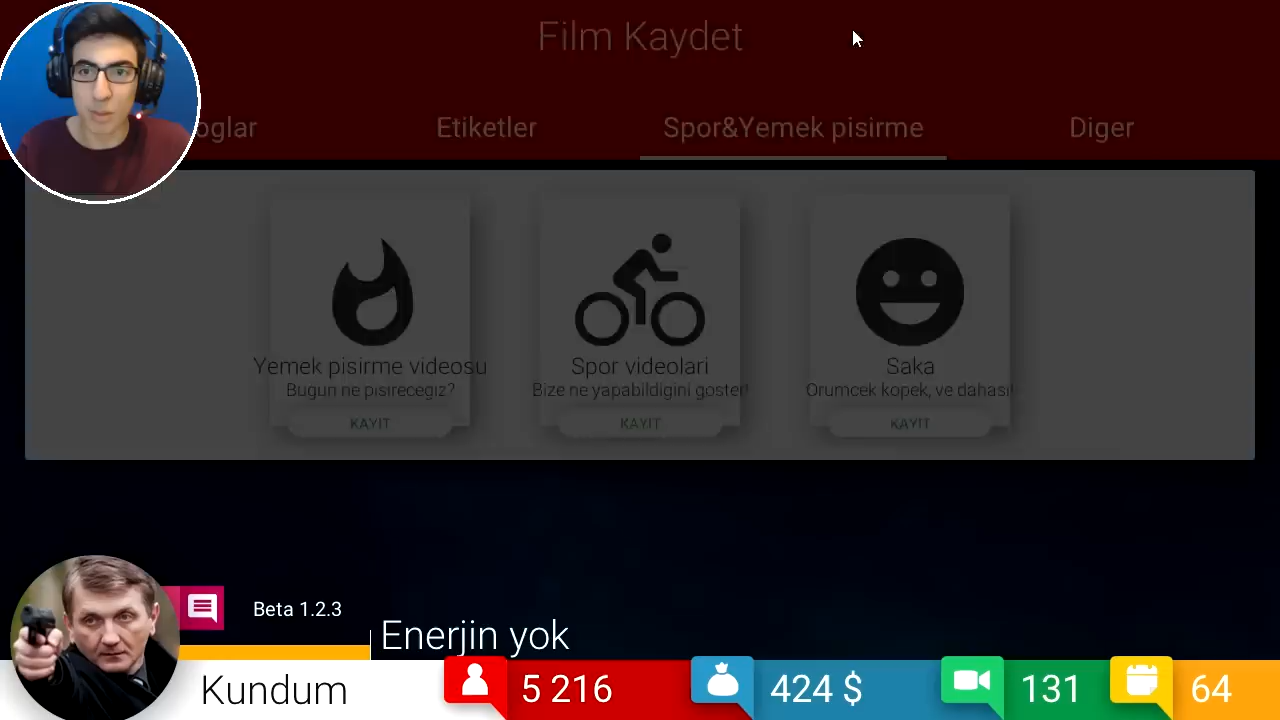 Film Kaydet
oglar
Etiketler
Spor&Yemek pisirme
Diger
Yemek pisirme videosu
Bugun ne pisirecegiz?
KAYIT
Spor videolari
Bize ne yapabildigini goster!
KAYIT
Saka
Orumcek kopek, ve dahasi!
KAYIT
Beta 1.2.3
Enerjin yok
Kundum
5 216
424 $
131
64